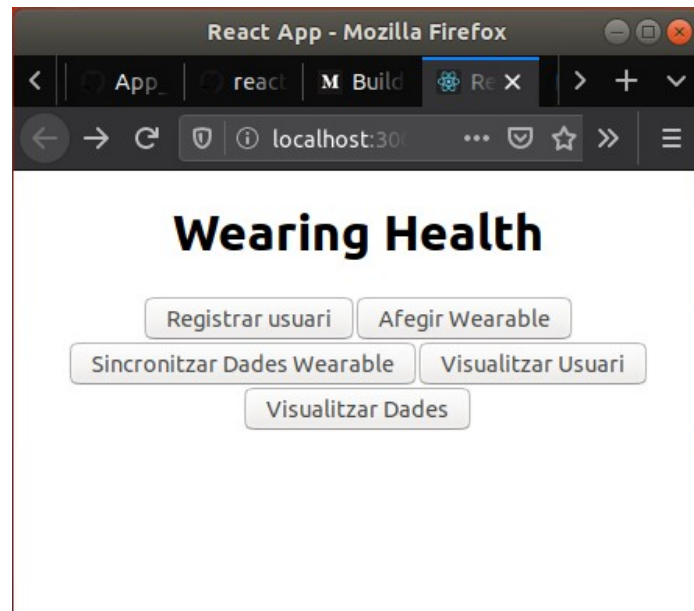 React App - Mozilla Firefox
App_ react M Build Re
localhost:300
Wearing Health
Registrar usuari Afegir Wearable
Sincronitzar Dades Wearable Visualitzar Usuari
Visualitzar Dades